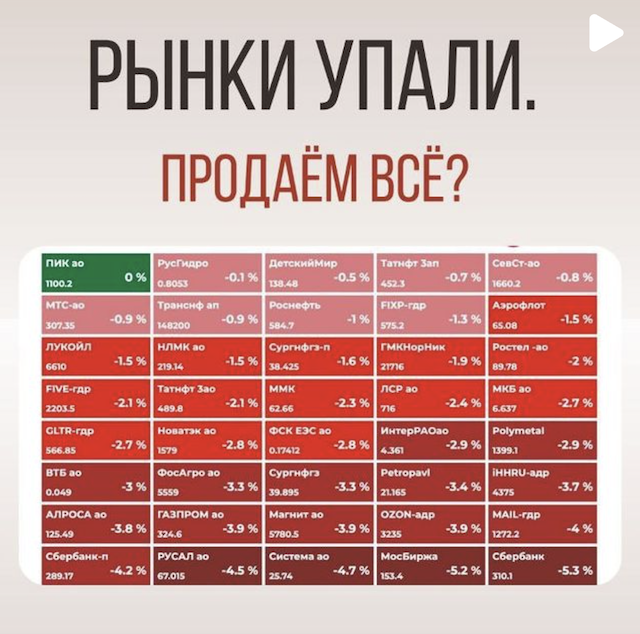 РЫНКИ УПАЛИ.
ПРОДАЁМ ВСЁ?
ПИК ао РусГидро ДетскийМир Татнфт 3ап СевСт-ао
1100.2 0 % 0.8053 -0.1 % 138.48 -0.5 % 452.3 -0.7 % 1660.2 -0.8 %
МТС-ао Транснф ап Роснефть FIXP-гдр Аэрофлот
307.35 -0.9 % 148200 -0.9 % 584.7 -1 % 575.2 -1.3 % 65.08 -1.5 %
ЛУКОЙЛ НЛМК ао Сургнфгз-п ГМКНорНик Ростел -ао
6610 -1.5 % 219.14 -1.5 % 38.425 -1.6 % 21716 -1.9 % 89.78 -2 %
FIVE-гдр Татнфт 3ао ММК ЛСР ао МКБ ао
2203.5 -2.1 % 489.8 -2.1 % 62.66 -2.3 % 716 -2.4 % 6.637 -2.7 %
GLTR-гдр Новатэк ао ФСК ЕЭС ао ИнтерРАОао Polymetal
566.85 -2.7 % 1579 -2.8 % 0.17412 -2.8 % 4.361 -2.9 % 1399.1 -2.9 %
ВТБ ао ФосАгро ао Сургнфгз Petropavl iHHRU-адр
0.049 -3 % 5559 -3.3 % 39.895 -3.3 % 21.165 -3.4 % 4375 -3.7 %
АЛРОСА ао ГАЗПРОМ ао Магнит ао OZON-адр MAIL-гдр
125.49 -3.8 % 324.6 -3.9 % 5780.5 -3.9 % 3235 -3.9 % 1272.2 -4 %
Сбербанк-п РУСАЛ ао Система ао МосБиржа Сбербанк
289.17 -4.2 % 67.015 -4.5 % 25.74 -4.7 % 153.4 -5.2 % 310.1 -5.3 %